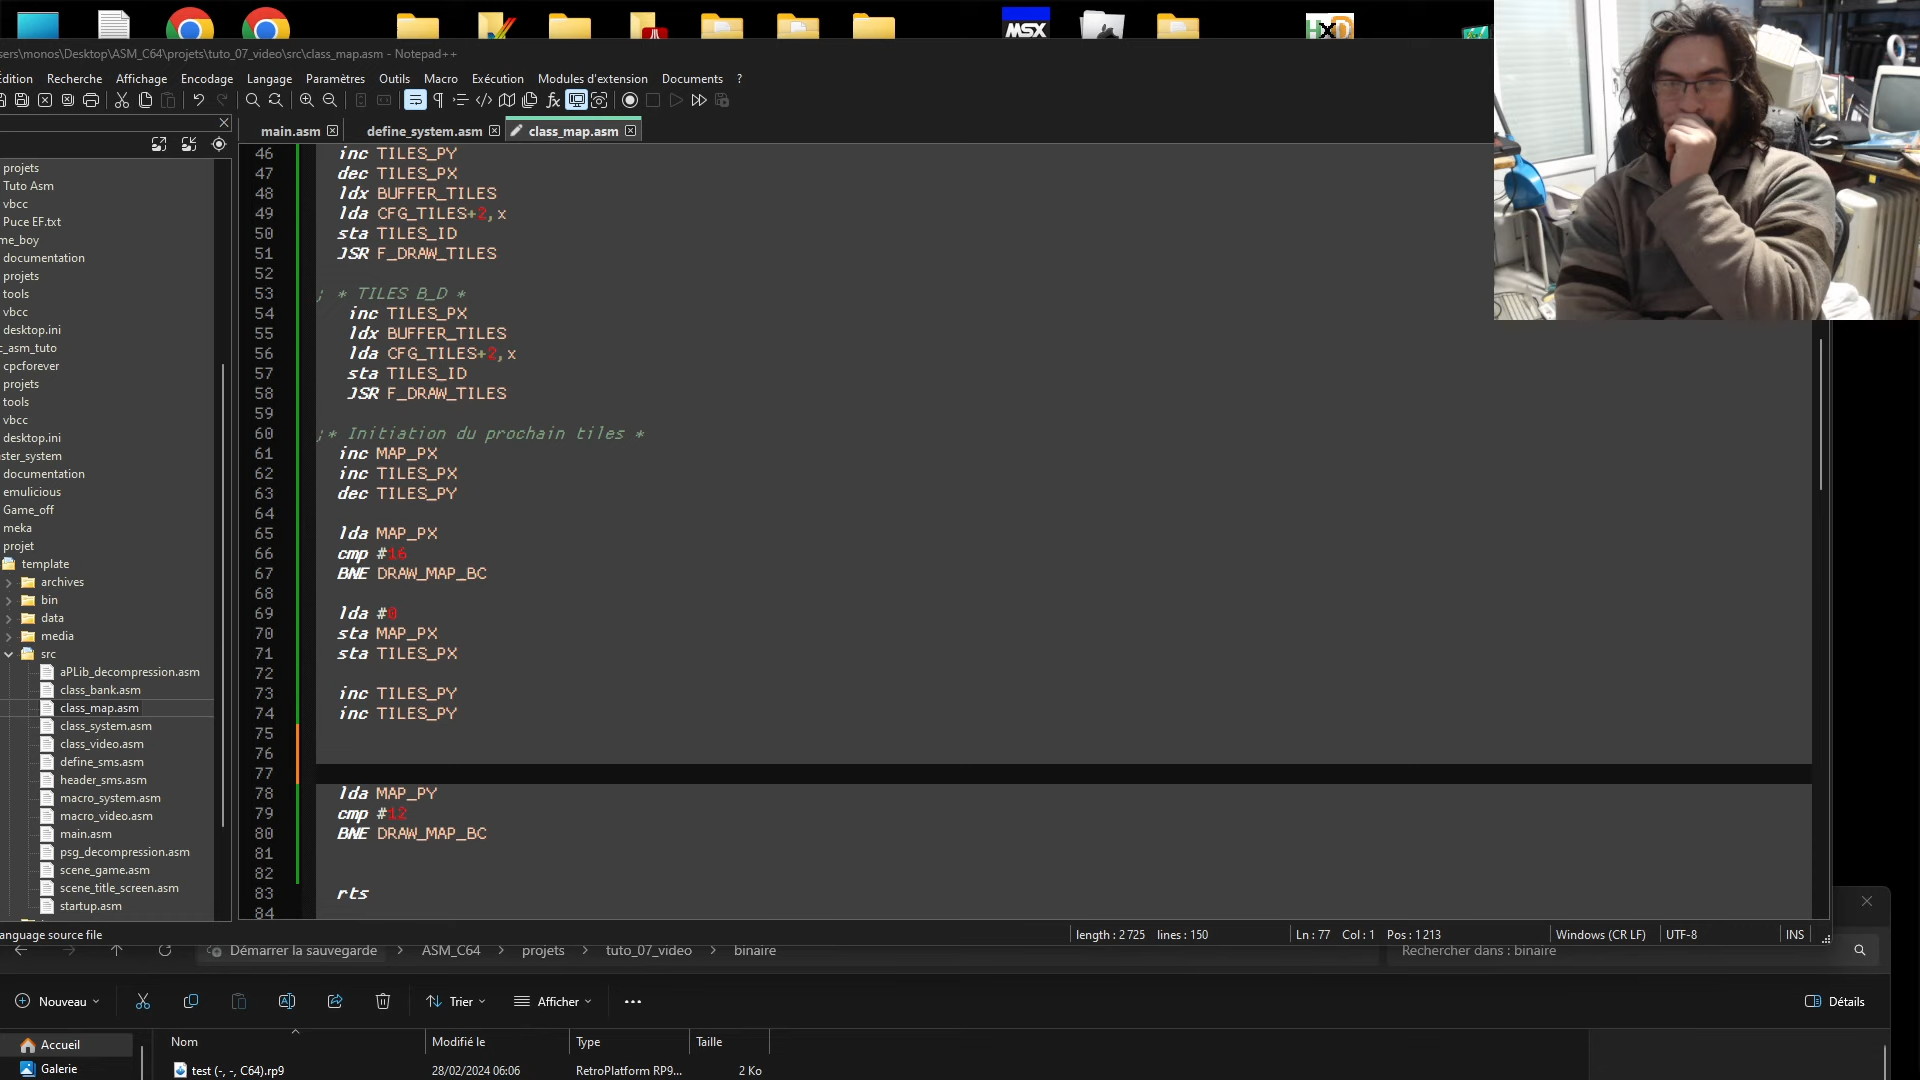 MSX
HxD
sers\monos\Desktop\ASM_C64\projets\tuto_07_video\src\class_map.asm - Notepad++
Édition Recherche Affichage Encodage Langage Paramètres Outils Macro Exécution Modules d'extension Documents ?
main.asm define_system.asm class_map.asm
projets
Tuto Asm
vbcc
Puce EF.txt
me_boy
documentation
projets
tools
vbcc
desktop.ini
c_asm_tuto
cpcforever
projets
tools
vbcc
desktop.ini
ster_system
documentation
emulicious
Game_off
meka
projet
template
archives
bin
data
media
src
aPLib_decompression.asm
class_bank.asm
class_map.asm
class_system.asm
class_video.asm
define_sms.asm
header_sms.asm
macro_system.asm
macro_video.asm
main.asm
psg_decompression.asm
scene_game.asm
scene_title_screen.asm
startup.asm
46 inc TILES_PY
47 dec TILES_PX
48 ldx BUFFER_TILES
49 lda CFG_TILES+2,x
50 sta TILES_ID
51 JSR F_DRAW_TILES
52
53 ; * TILES B_D *
54 inc TILES_PX
55 ldx BUFFER_TILES
56 lda CFG_TILES+2,x
57 sta TILES_ID
58 JSR F_DRAW_TILES
59
60 ;* Initiation du prochain tiles *
61 inc MAP_PX
62 inc TILES_PX
63 dec TILES_PY
64
65 lda MAP_PX
66 cmp #16
67 BNE DRAW_MAP_BC
68
69 lda #0
70 sta MAP_PX
71 sta TILES_PX
72
73 inc TILES_PY
74 inc TILES_PY
75
76
77
78 lda MAP_PY
79 cmp #12
80 BNE DRAW_MAP_BC
81
82
83 rts
84
anguage source file length : 2 725 lines : 150 Ln : 77 Col : 1 Pos : 1 213 Windows (CR LF) UTF-8 INS
Démarrer la sauvegarde > ASM_C64 > projets > tuto_07_video > binaire Rechercher dans : binaire
Nouveau Trier Afficher ... Détails
Accueil
Galerie
Nom Modifié le Type Taille
test (-, -, C64).rp9 28/02/2024 06:06 RetroPlatform RP9... 2 Ko